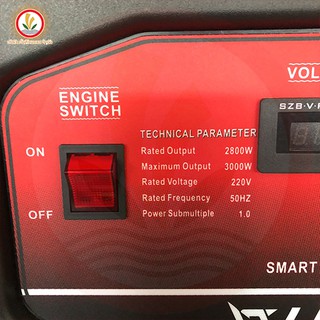 VOL
ENGINE
SWITCH
SZB-V-F
TECHNICAL PARAMETER
ON
Rated Output 2800W
Maximum Output 3000W
Rated Voltage 220V
Rated Frequency 50HZ
OFF
Power Submultiple 1.0
SMART